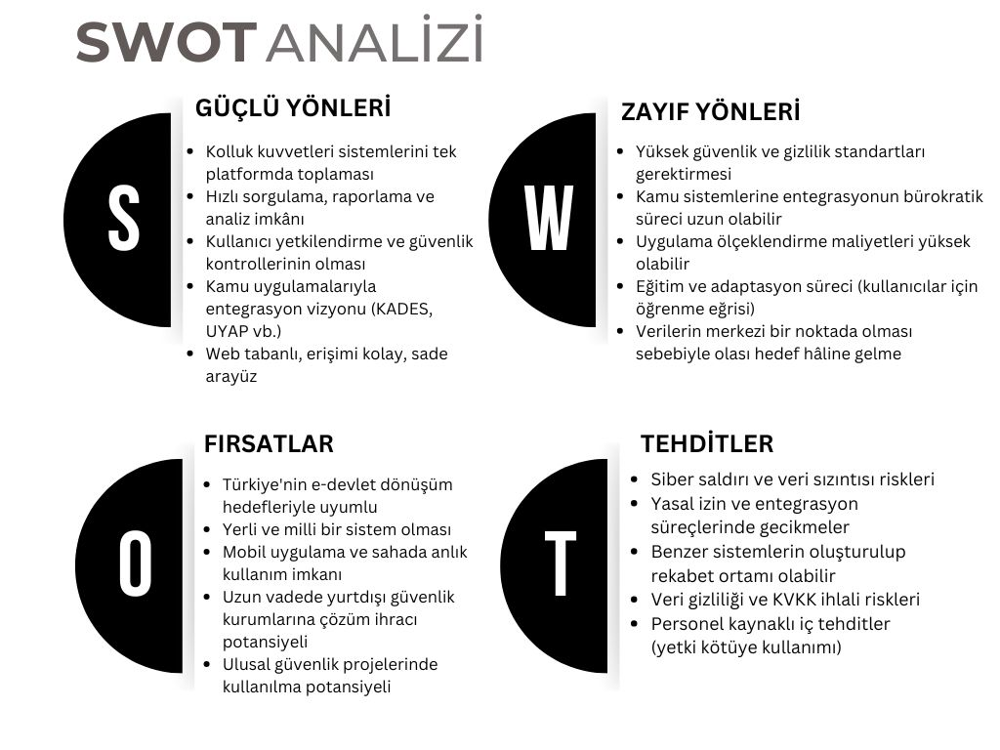 SWOT ANALİZİ
S
GÜÇLÜ YÖNLERİ
• Kolluk kuvvetleri sistemlerini tek
platformda toplaması
• Hızlı sorgulama, raporlama ve
analiz imkânı
• Kullanıcı yetkilendirme ve güvenlik
kontrollerinin olması
• Kamu uygulamalarıyla
entegrasyon vizyonu (KADES,
UYAP vb.)
• Web tabanlı, erişimi kolay, sade
arayüz
W
ZAYIF YÖNLERİ
• Yüksek güvenlik ve gizlilik standartları
gerektirmesi
• Kamu sistemlerine entegrasyonun bürokratik
süreci uzun olabilir
• Uygulama ölçeklendirme maliyetleri yüksek
olabilir
• Eğitim ve adaptasyon süreci (kullanıcılar için
öğrenme eğrisi)
• Verilerin merkezi bir noktada olması
sebebiyle olası hedef hâline gelme
O
FIRSATLAR
• Türkiye'nin e-devlet dönüşüm
hedefleriyle uyumlu
• Yerli ve milli bir sistem olması
• Mobil uygulama ve sahada anlık
kullanım imkanı
• Uzun vadede yurtdışı güvenlik
kurumlarına çözüm ihracı
potansiyeli
• Ulusal güvenlik projelerinde
kullanılma potansiyeli
T
TEHDİTLER
• Siber saldırı ve veri sızıntısı riskleri
• Yasal izin ve entegrasyon
süreçlerinde gecikmeler
• Benzer sistemlerin oluşturulup
rekabet ortamı olabilir
• Veri gizliliği ve KVKK ihlali riskleri
• Personel kaynaklı iç tehditler
(yetki kötüye kullanımı)